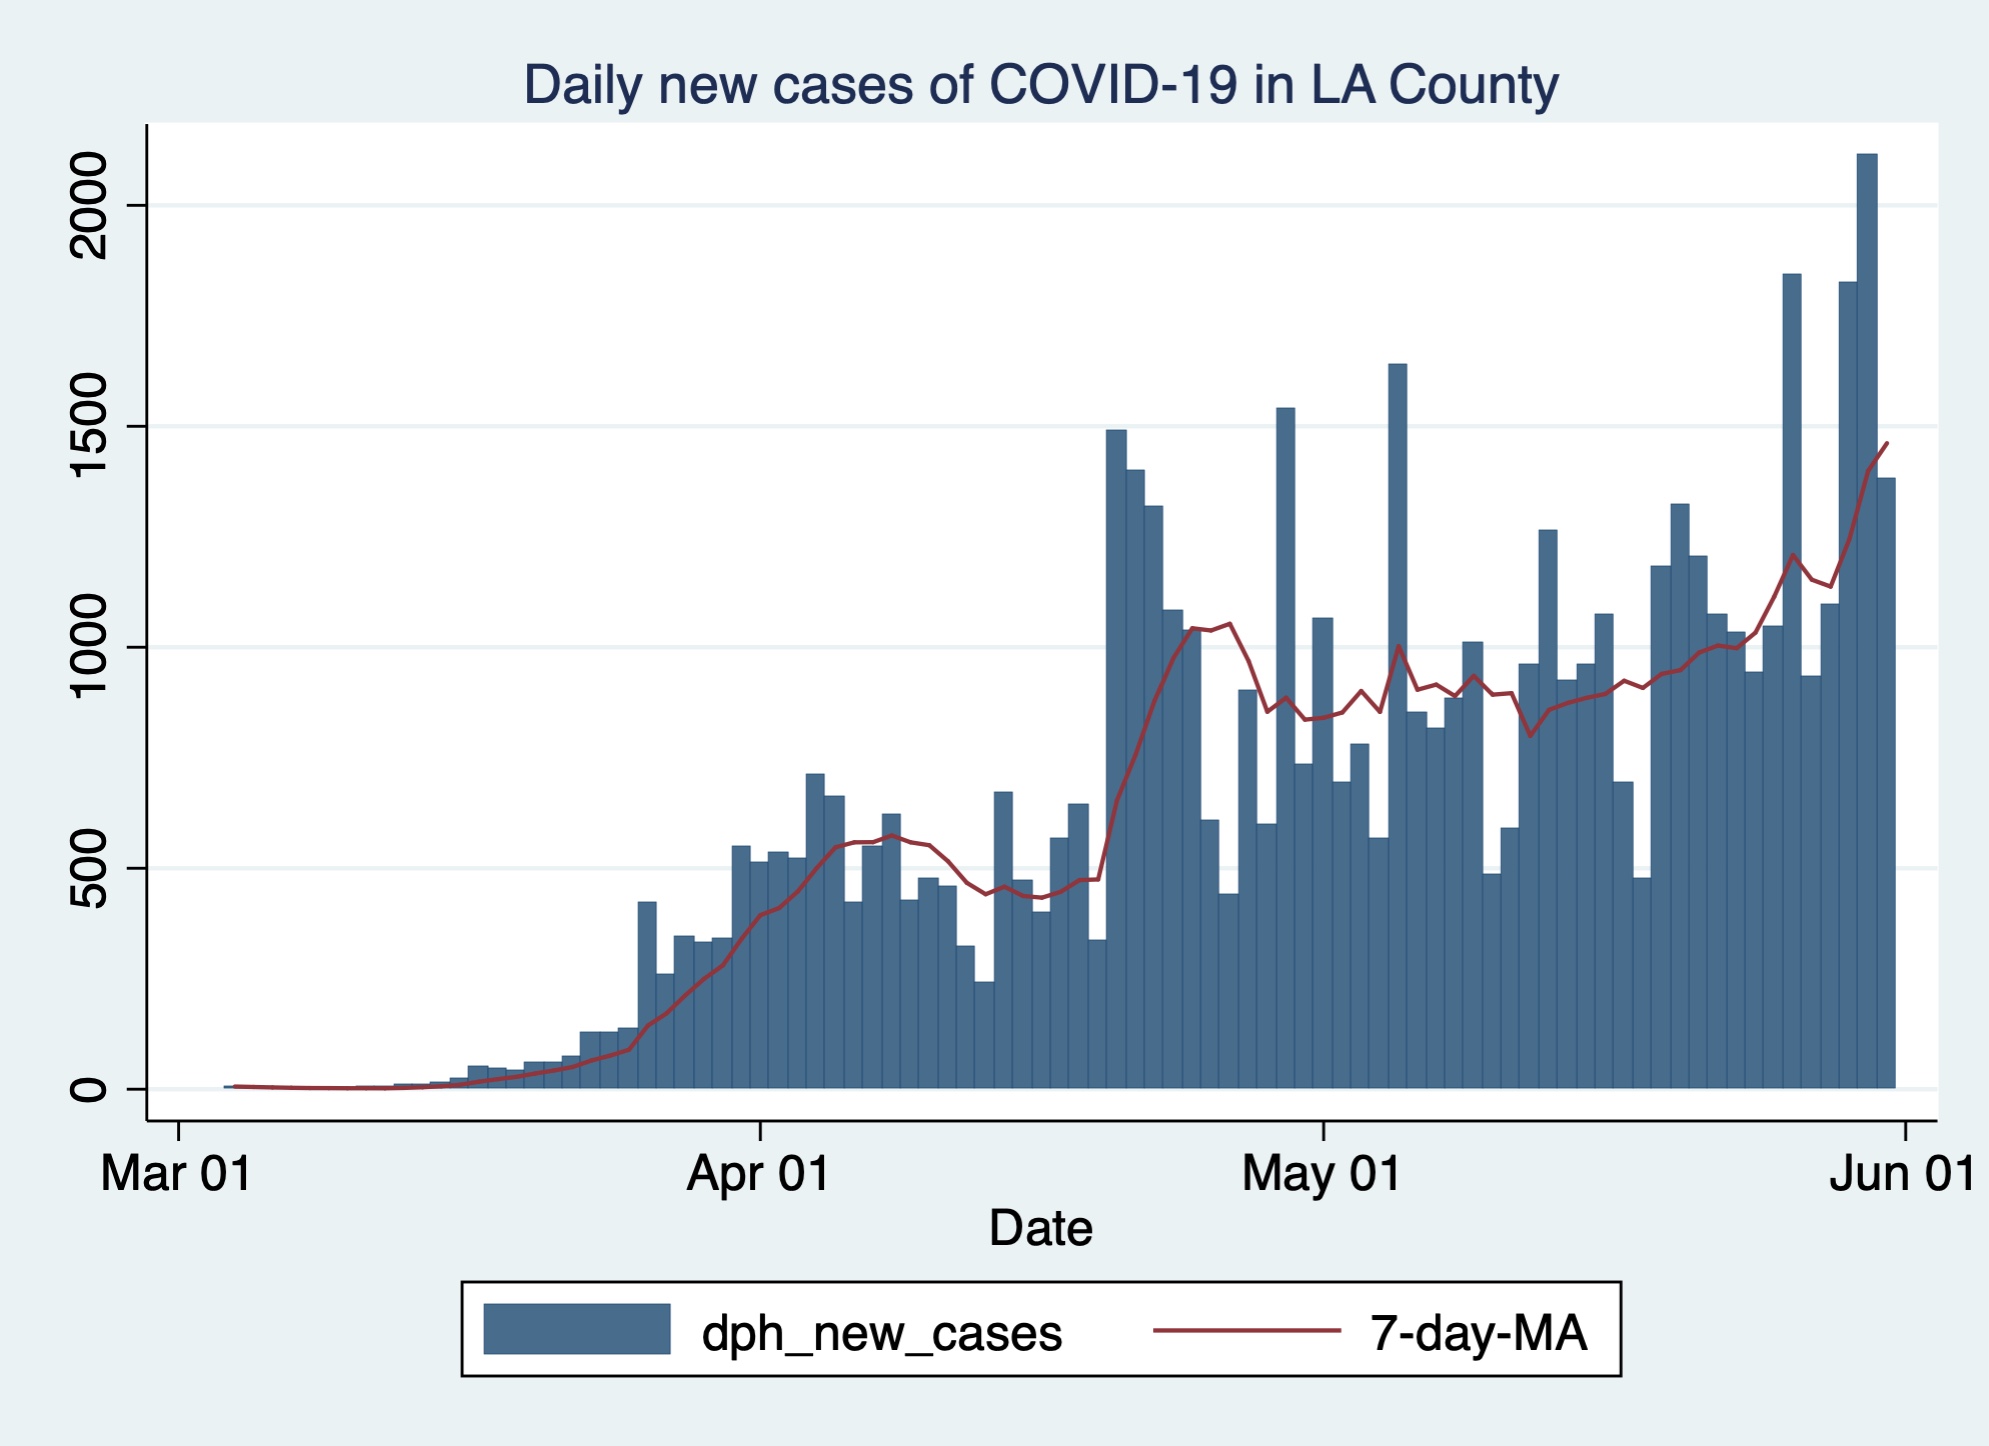 Daily new cases of COVID-19 in LA County
2000
1500
1000
500
0
Mar 01 Apr 01 May 01 Jun 01
Date
dph_new_cases 7-day-MA